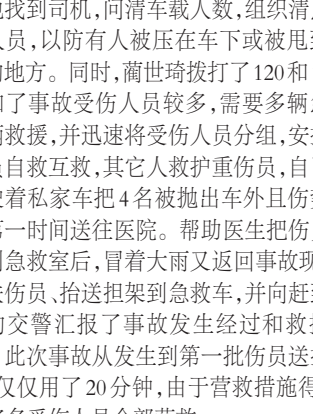 找到司机,问清车载人数,组织清
人员,以防有人被压在车下或被甩到
的地方。同时,蔺世琦拨打了120和
了事故受伤人员较多,需要多辆
救援,并迅速将受伤人员分组,安排
自救互救,其它人救护重伤员,自
着私家车把4名被抛出车外且伤
第一时间送往医院。帮助医生把伤
到急救室后,冒着大雨又返回事故现
伤员、抬送担架到急救车,并向赶到
的交警汇报了事故发生经过和救
此次事故从发生到第一批伤员送
仅仅用了20分钟,由于营救措施得
名受伤人员全部获救